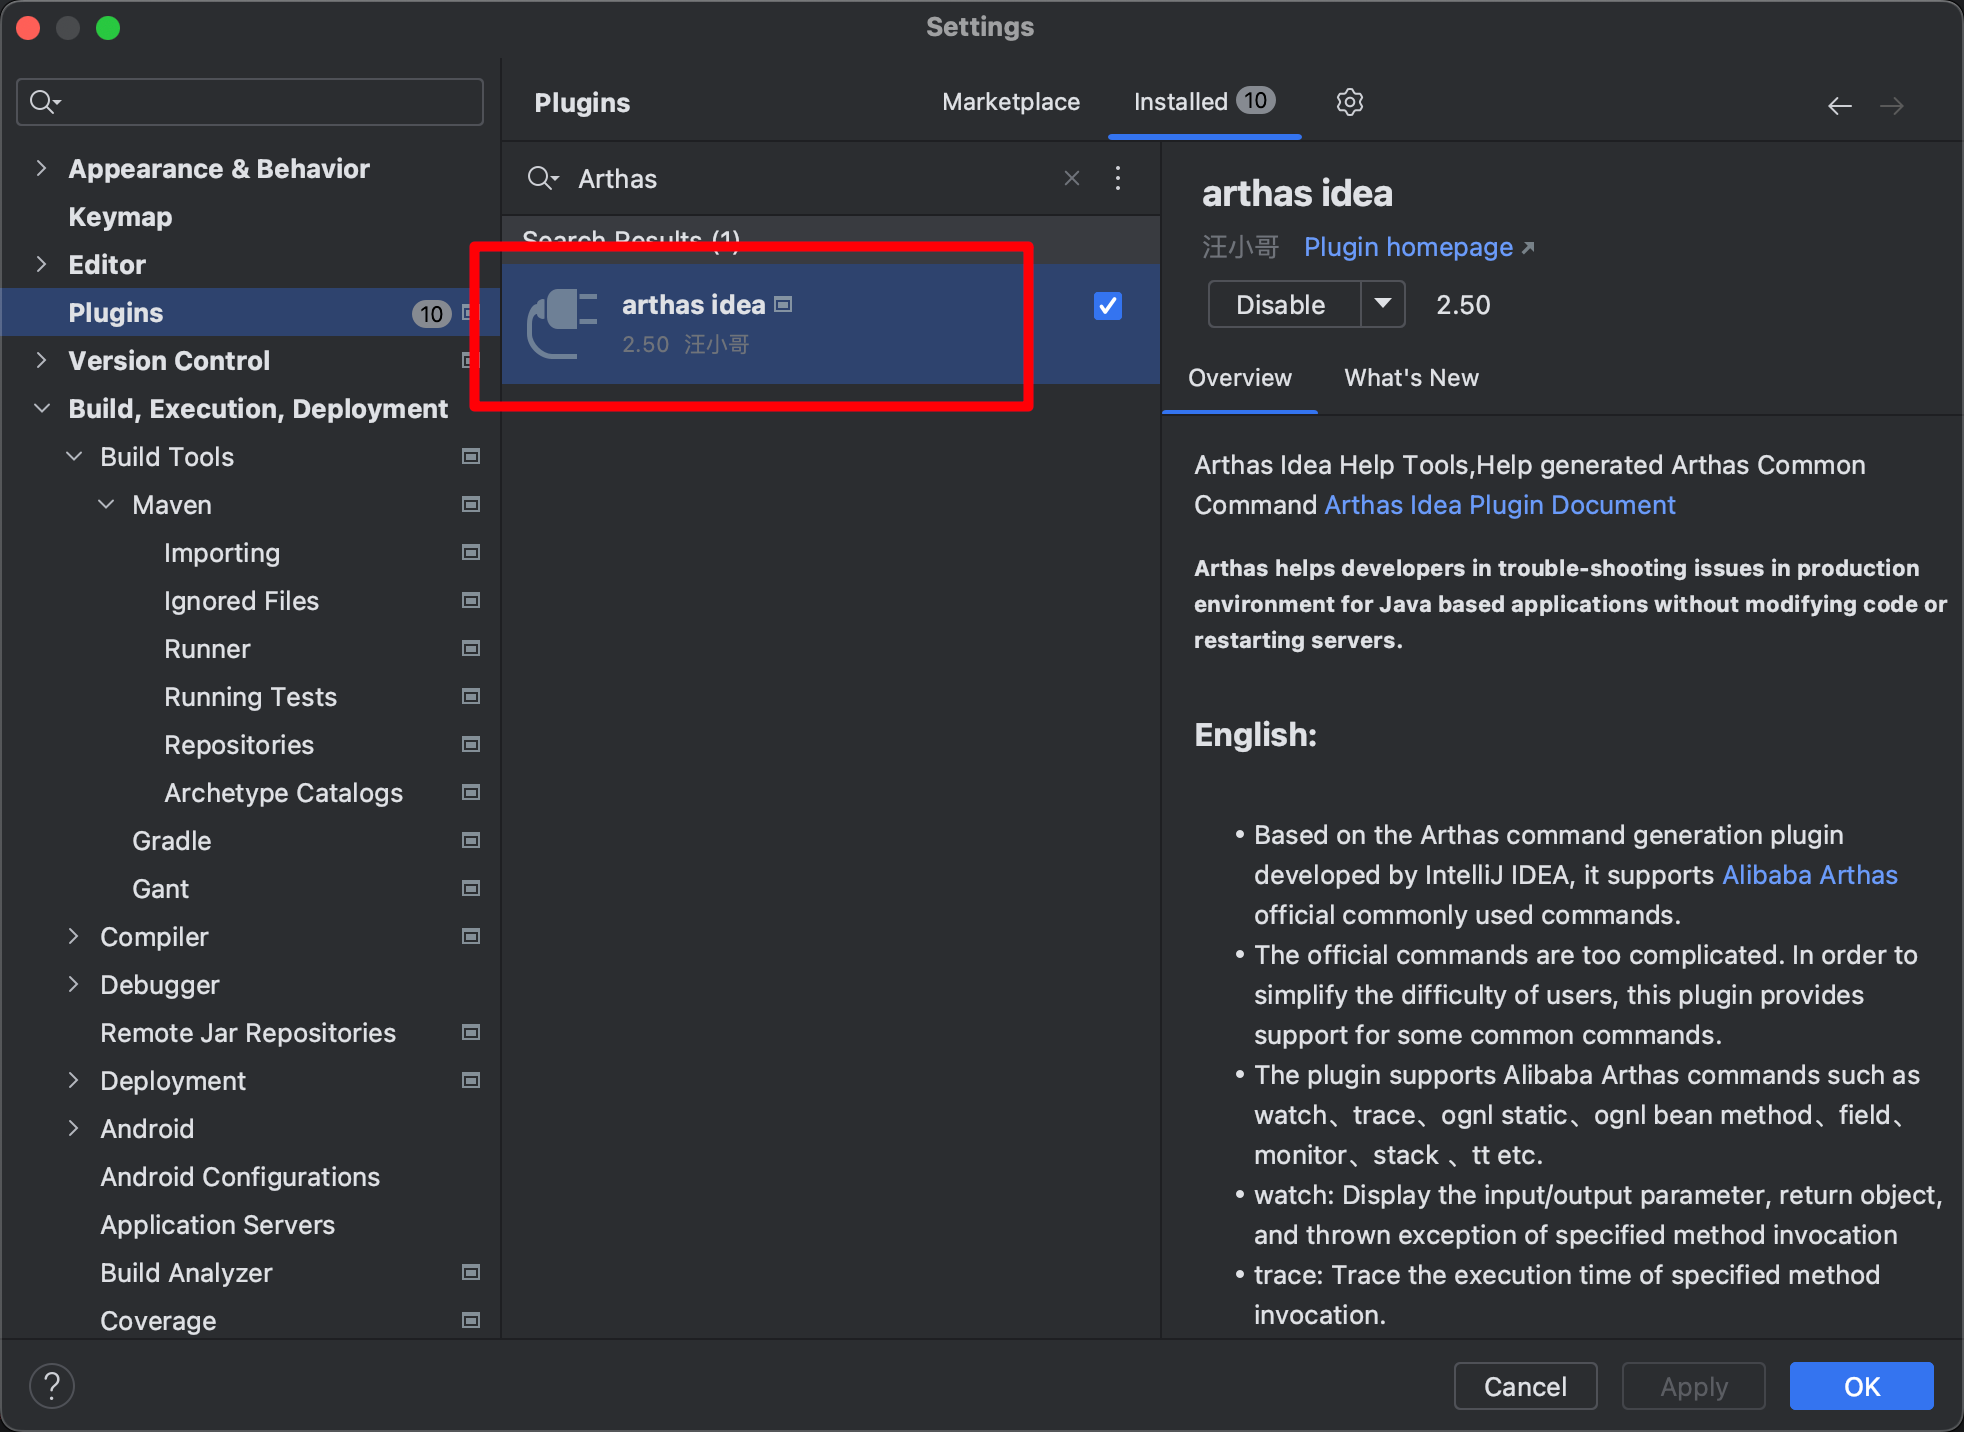 Settings
Plugins
Marketplace
Installed 10
Appearance & Behavior
Keymap
Editor
Plugins 10
Version Control
Build, Execution, Deployment
Build Tools
Maven
Importing
Ignored Files
Runner
Running Tests
Repositories
Archetype Catalogs
Gradle
Gant
Compiler
Debugger
Remote Jar Repositories
Deployment
Android
Android Configurations
Application Servers
Build Analyzer
Coverage
Arthas
Search Results (1)
arthas idea
2.50 汪小哥
arthas idea
汪小哥 Plugin homepage
Disable 2.50
Overview What's New
Arthas Idea Help Tools,Help generated Arthas Common
Command Arthas Idea Plugin Document
Arthas helps developers in trouble-shooting issues in production
environment for Java based applications without modifying code or
restarting servers.
English:
• Based on the Arthas command generation plugin
developed by IntelliJ IDEA, it supports Alibaba Arthas
official commonly used commands.
• The official commands are too complicated. In order to
simplify the difficulty of users, this plugin provides
support for some common commands.
• The plugin supports Alibaba Arthas commands such as
watch、trace、ognl static、ognl bean method、field、
monitor、stack 、tt etc.
• watch: Display the input/output parameter, return object,
and thrown exception of specified method invocation
• trace: Trace the execution time of specified method
invocation.
?
Cancel
Apply
OK